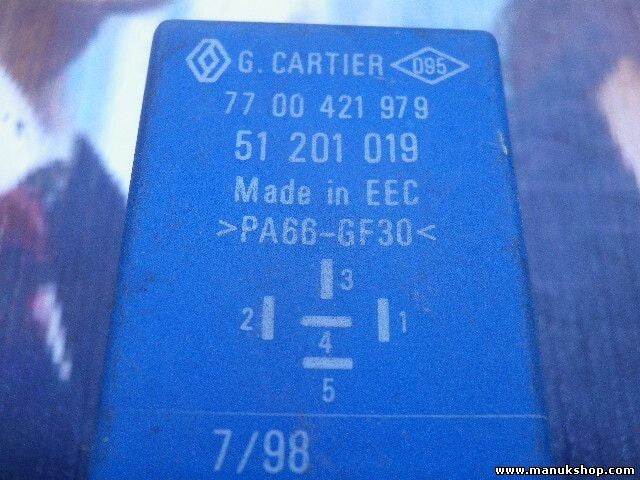 G. CARTIER 095
77 00 421 979
51 201 019
Made in EEC
>PA66-GF30<
3
2 1
4
5
7/98
www.manukshop.com